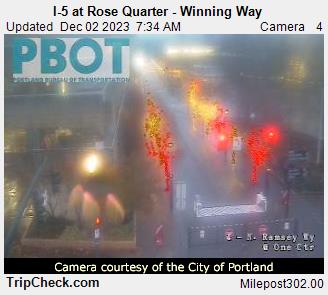 I-5 at Rose Quarter - Winning Way
Updated Dec 02 2023 7:34 AM Camera 4
PBOT
PORTLAND BUREAU OF TRANSPORTATION
- N. Ramsey Wy
W One Ctr
Camera courtesy of the City of Portland
TripCheck.com Milepost302.00